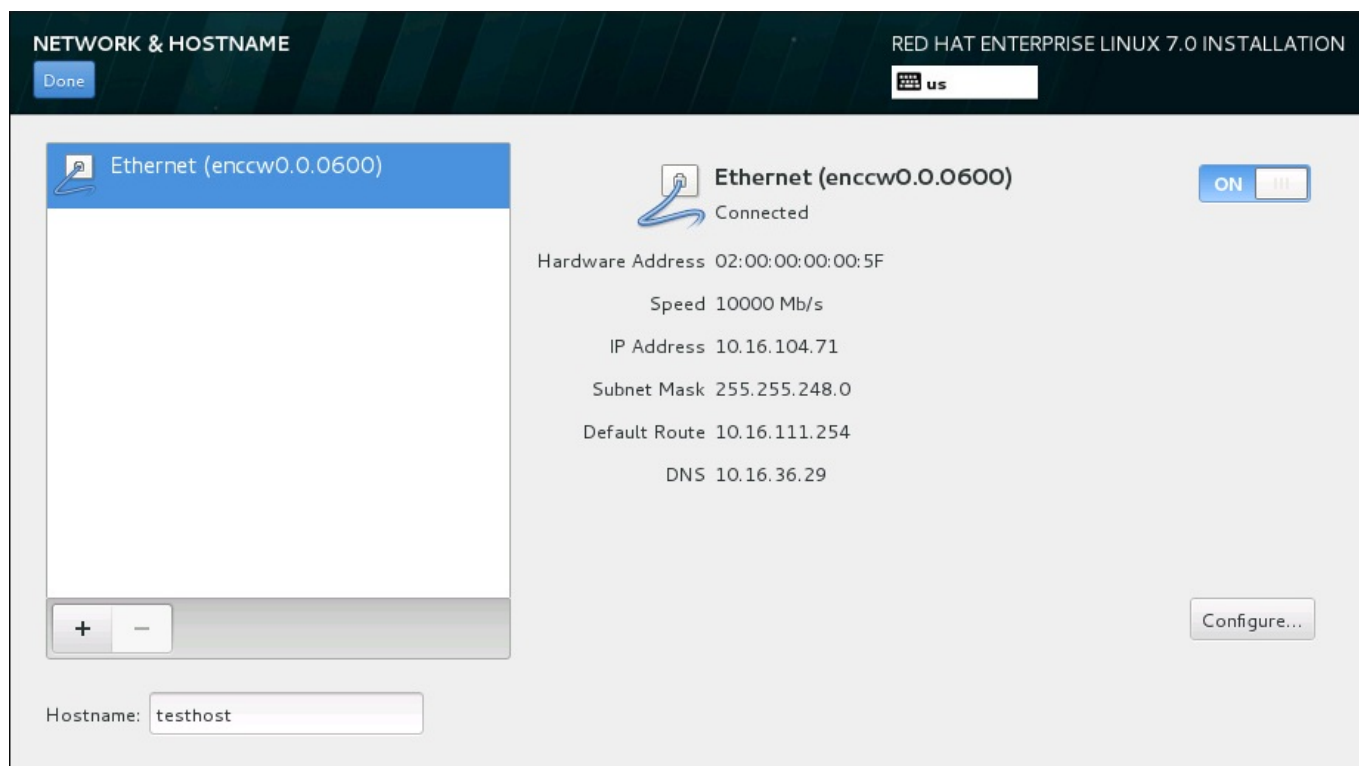 NETWORK & HOSTNAME
RED HAT ENTERPRISE LINUX 7.0 INSTALLATION
Done
us
Ethernet (enccw0.0.0600)
Ethernet (enccw0.0.0600)
Connected
ON
Hardware Address 02:00:00:00:00:5F
Speed 10000 Mb/s
IP Address 10.16.104.71
Subnet Mask 255.255.248.0
Default Route 10.16.111.254
DNS 10.16.36.29
+ −
Configure...
Hostname: testhost